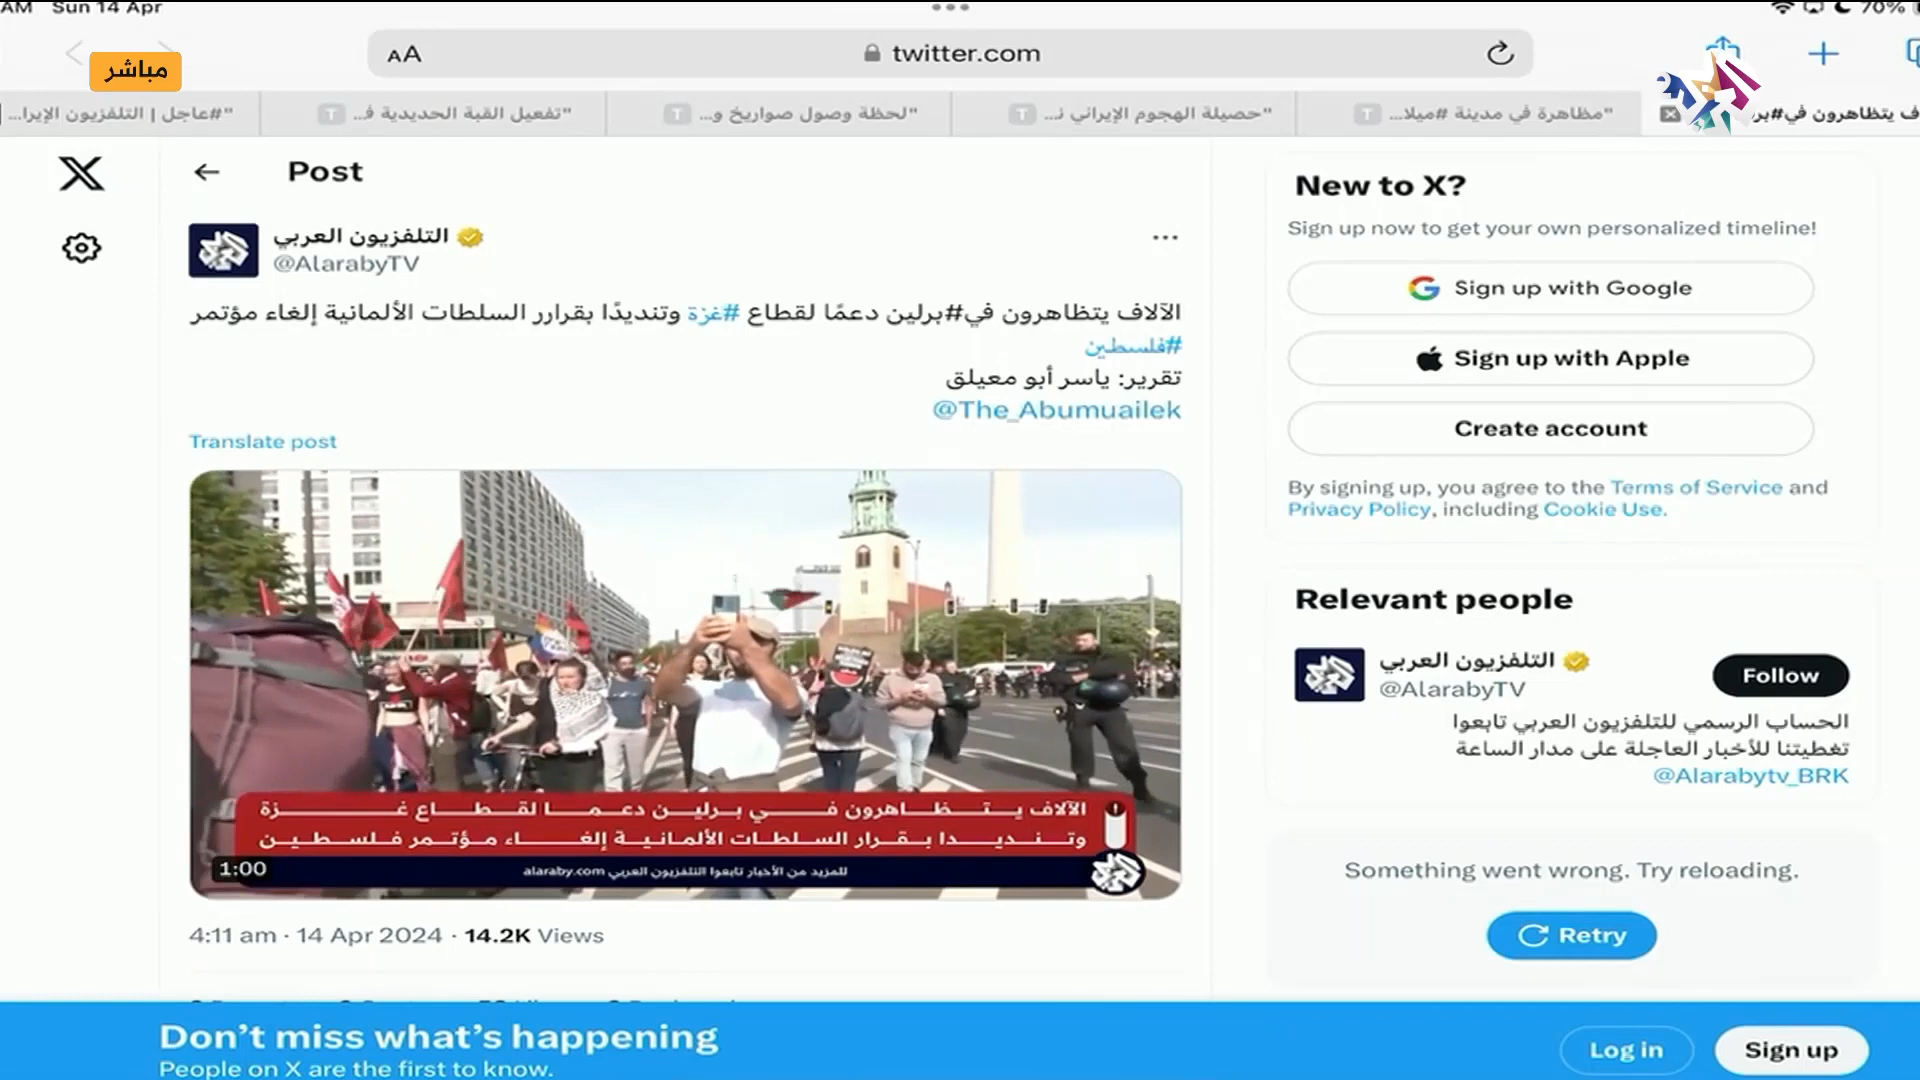 Sun 14 Apr
70%
مباشر
AA
twitter.com
"#عاجل | التلفزيون الإيرا...
"تفعيل القبة الحديدية فـ...
"لحظة وصول صواريخ و...
"حصيلة الهجوم الإيراني نـ...
"مظاهرة في مدينة #ميلا...
ف يتظاهرون في#بر
Post
التلفزيون العربي
@AlarabyTV
الآلاف يتظاهرون في#برلين دعمًا لقطاع #غزة وتنديدًا بقرارر السلطات الألمانية إلغاء مؤتمر
#فلسطين
تقرير: ياسر أبو معيلق
@The_Abumuailek
Translate post
الآلاف يتظاهرون في برلين دعما لقطاع غزة
وتنديدا بقرار السلطات الألمانية إلغاء مؤتمر فلسطين
1:00
للمزيد من الأخبار تابعوا التلفزيون العربي alaraby.com
4:11 am · 14 Apr 2024 · 14.2K Views
New to X?
Sign up now to get your own personalized timeline!
Sign up with Google
Sign up with Apple
Create account
By signing up, you agree to the Terms of Service and
Privacy Policy, including Cookie Use.
Relevant people
التلفزيون العربي
@AlarabyTV
Follow
الحساب الرسمي للتلفزيون العربي تابعوا
تغطيتنا للأخبار العاجلة على مدار الساعة
@Alarabytv_BRK
Something went wrong. Try reloading.
Retry
Don't miss what's happening
People on X are the first to know.
Log in
Sign up